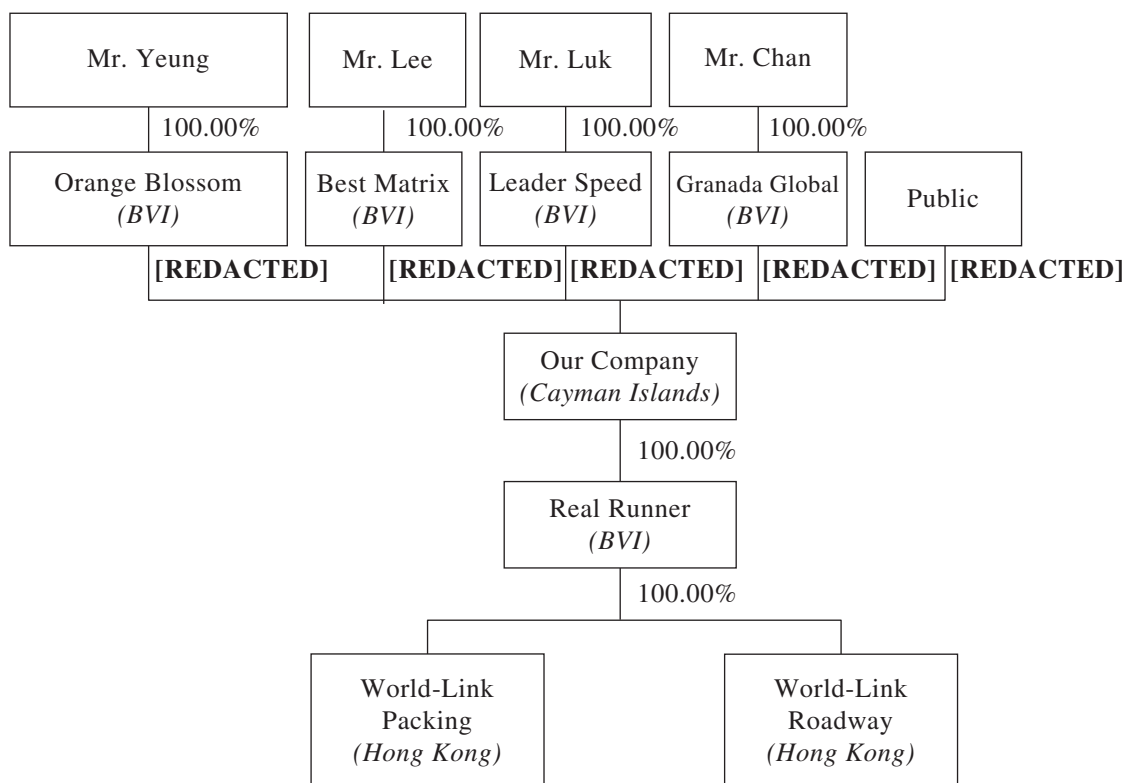 Mr. Yeung
Mr. Lee
Mr. Luk
Mr. Chan
100.00%
100.00%
100.00%
100.00%
Orange Blossom
(BVI)
Best Matrix
(BVI)
Leader Speed
(BVI)
Granada Global
(BVI)
Public
[REDACTED]
[REDACTED]
[REDACTED]
[REDACTED]
[REDACTED]
Our Company
(Cayman Islands)
100.00%
Real Runner
(BVI)
100.00%
World-Link
Packing
(Hong Kong)
World-Link
Roadway
(Hong Kong)